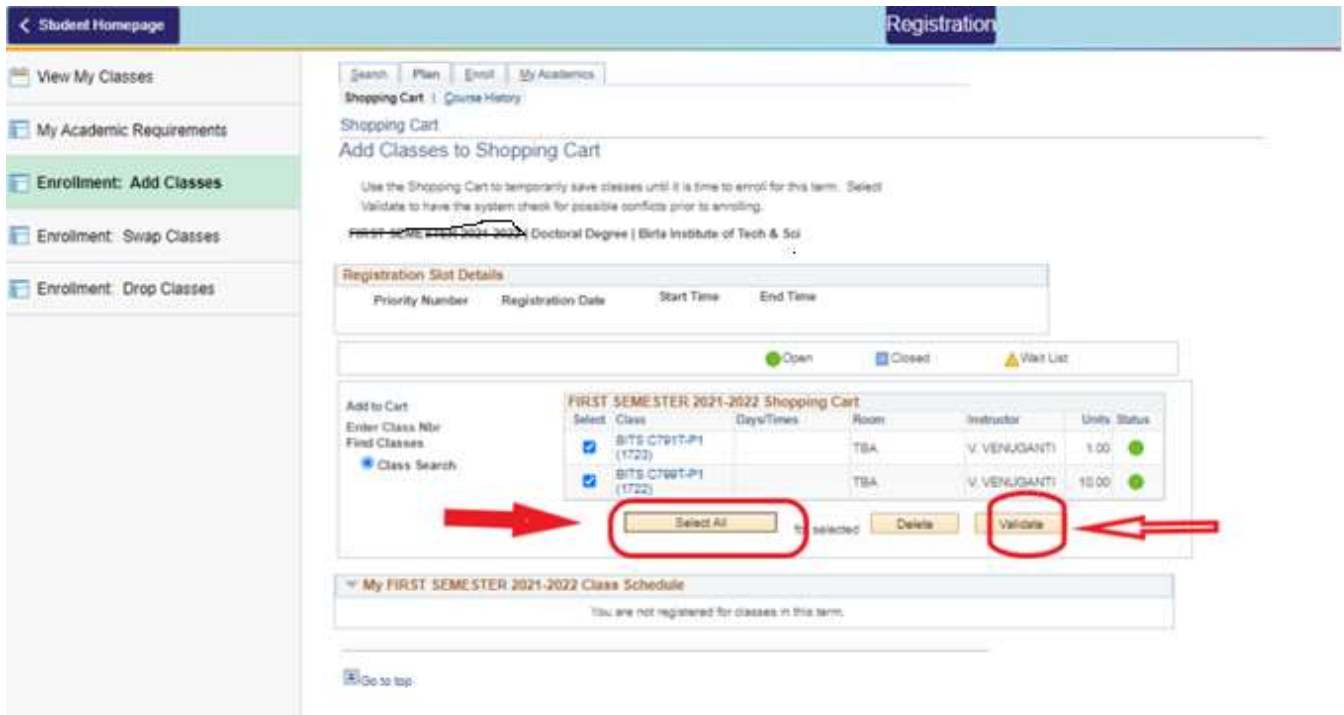 Student Homepage
Registration
View My Classes
My Academic Requirements
Enrollment: Add Classes
Enrollment: Swap Classes
Enrollment: Drop Classes
Search Plan Enroll My Academics
Shopping Cart | Course History
Shopping Cart
Add Classes to Shopping Cart
Use the Shopping Cart to temporarily save classes until it is time to enroll for this term. Select
Validate to have the system check for possible conflicts prior to enrolling.
FIRST SEMESTER 2021-2022 | Doctoral Degree | Birla Institute of Tech & Sci
Registration Slot Details
Priority Number Registration Date Start Time End Time
Open Closed Wait List
Add to Cart
Enter Class Nbr
Find Classes
Class Search
FIRST SEMESTER 2021-2022 Shopping Cart
Select Class Days/Times Room Instructor Units Status
BITS C791T-P1
(1723)
TBA V. VENUGANTI 1.00
BITS C799T-P1
(1722)
TBA V. VENUGANTI 10.00
Select All for selected Delete Validate
My FIRST SEMESTER 2021-2022 Class Schedule
You are not registered for classes in this term.
Go to top